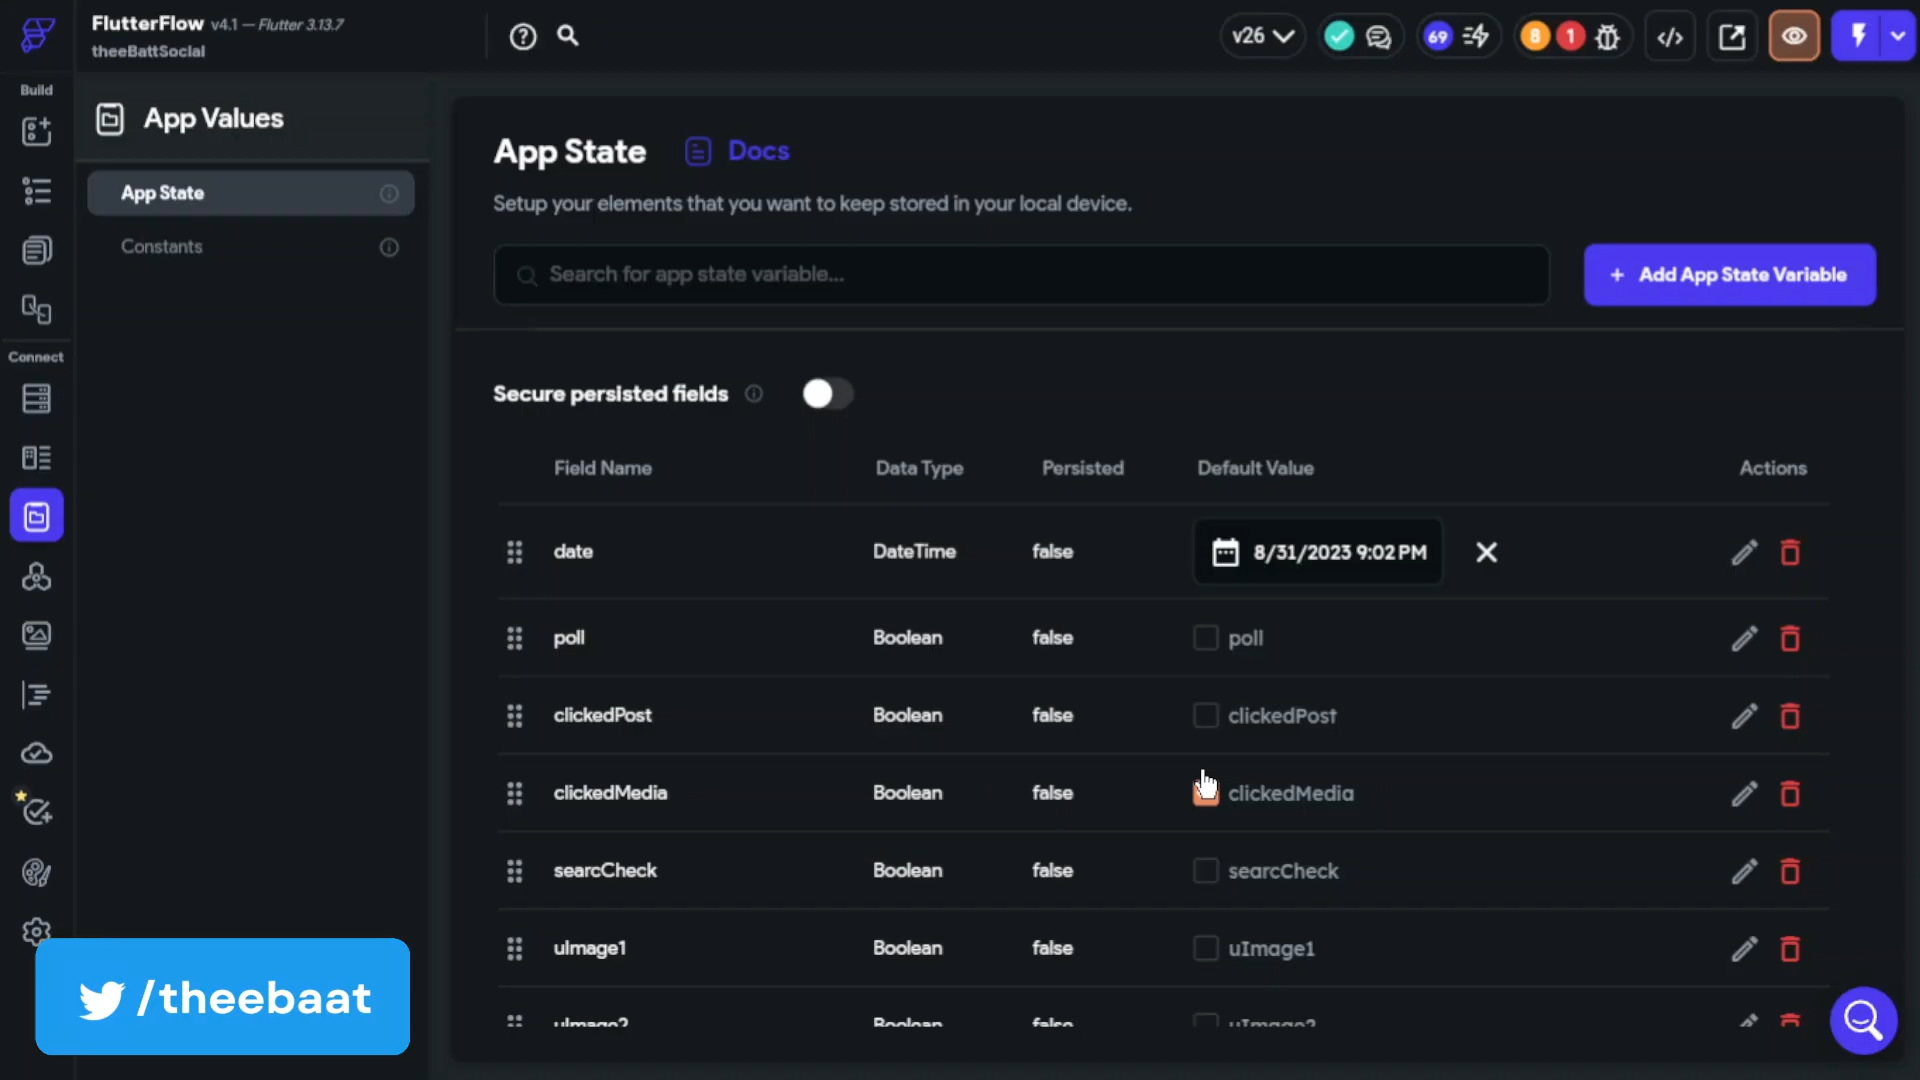 FlutterFlow v4.1 — Flutter 3.13.7
theeBattSocial
v26
69
8
1
Build
Connect
App Values
App State
Constants
App State
Docs
Setup your elements that you want to keep stored in your local device.
Search for app state variable...
+ Add App State Variable
Secure persisted fields
Field Name Data Type Persisted Default Value Actions
date DateTime false 8/31/2023 9:02 PM
poll Boolean false poll
clickedPost Boolean false clickedPost
clickedMedia Boolean false clickedMedia
searcCheck Boolean false searcCheck
uImage1 Boolean false uImage1
uImage2 Boolean false uImage2
/theebaat